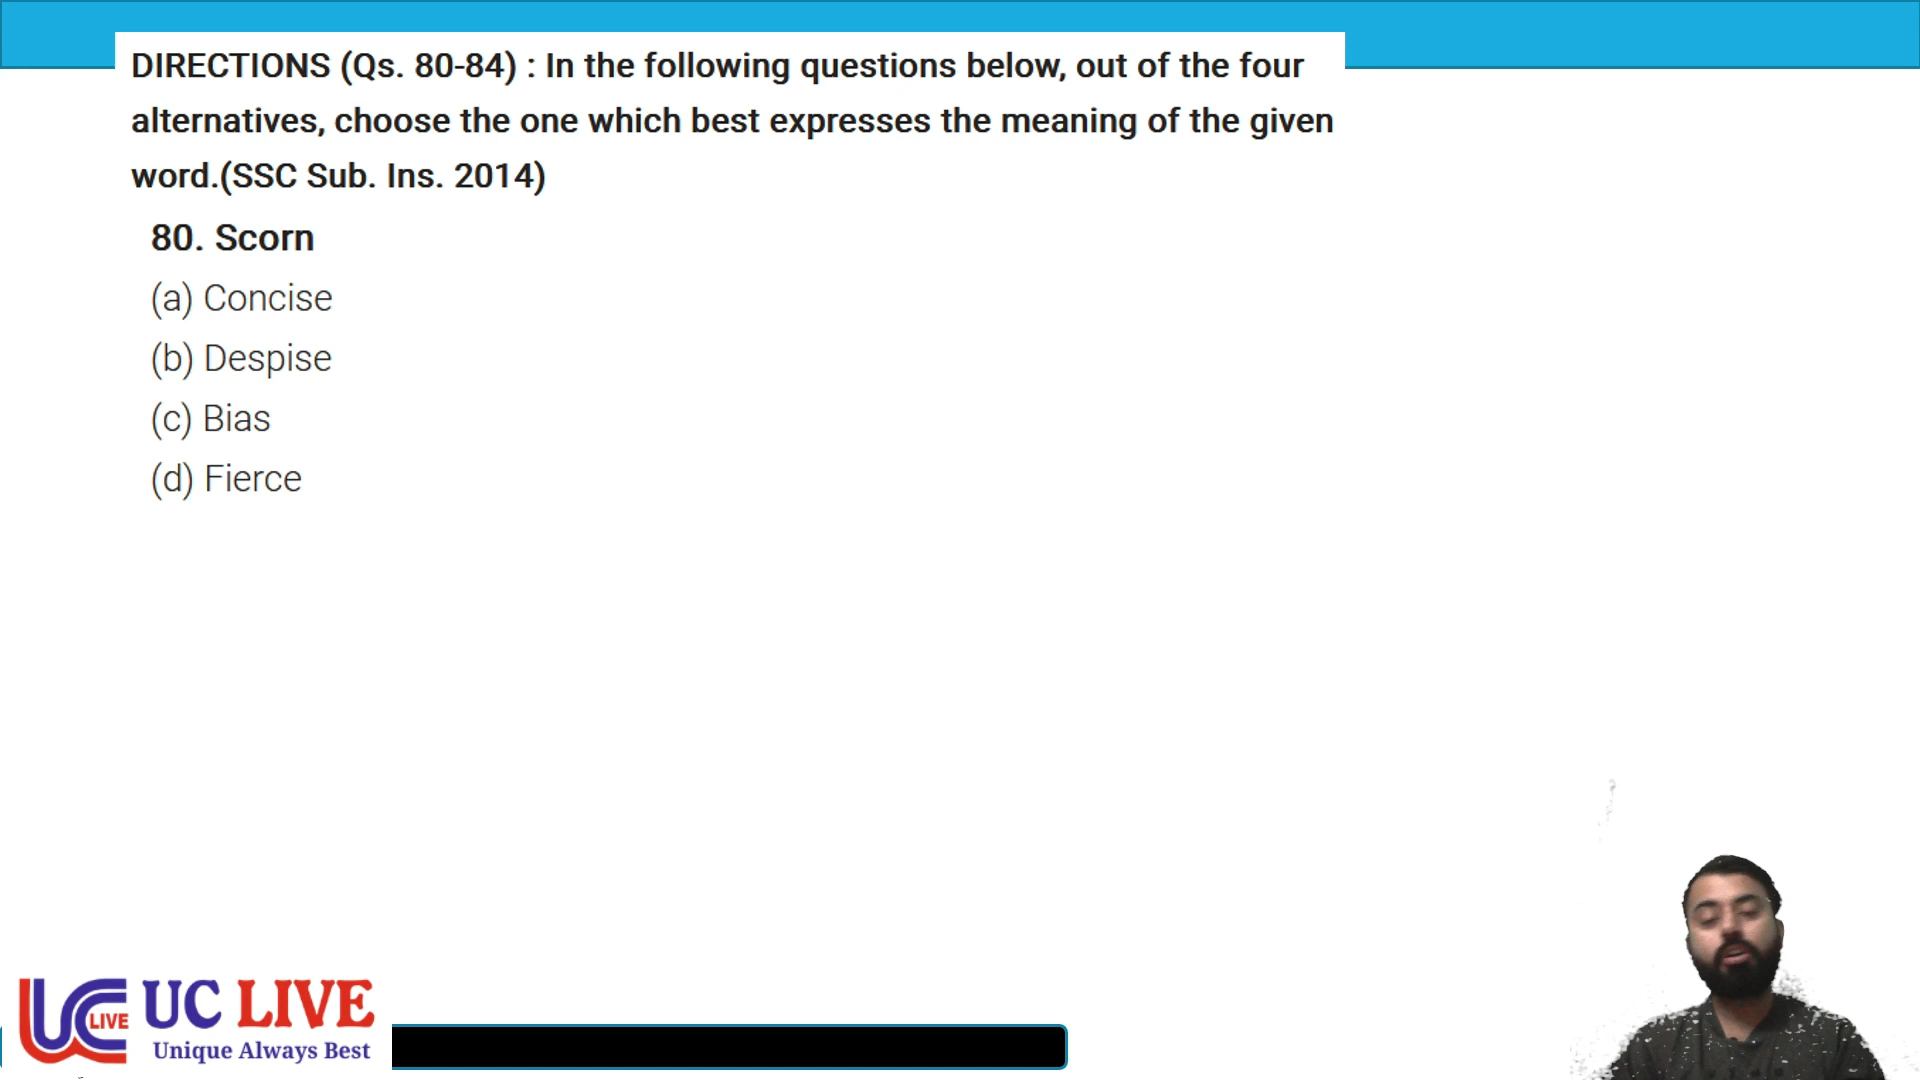 DIRECTIONS (Qs. 80-84) : In the following questions below, out of the four
alternatives, choose the one which best expresses the meaning of the given
word.(SSC Sub. Ins. 2014)
80. Scorn
(a) Concise
(b) Despise
(c) Bias
(d) Fierce
UC LIVE
LIVE
Unique Always Best